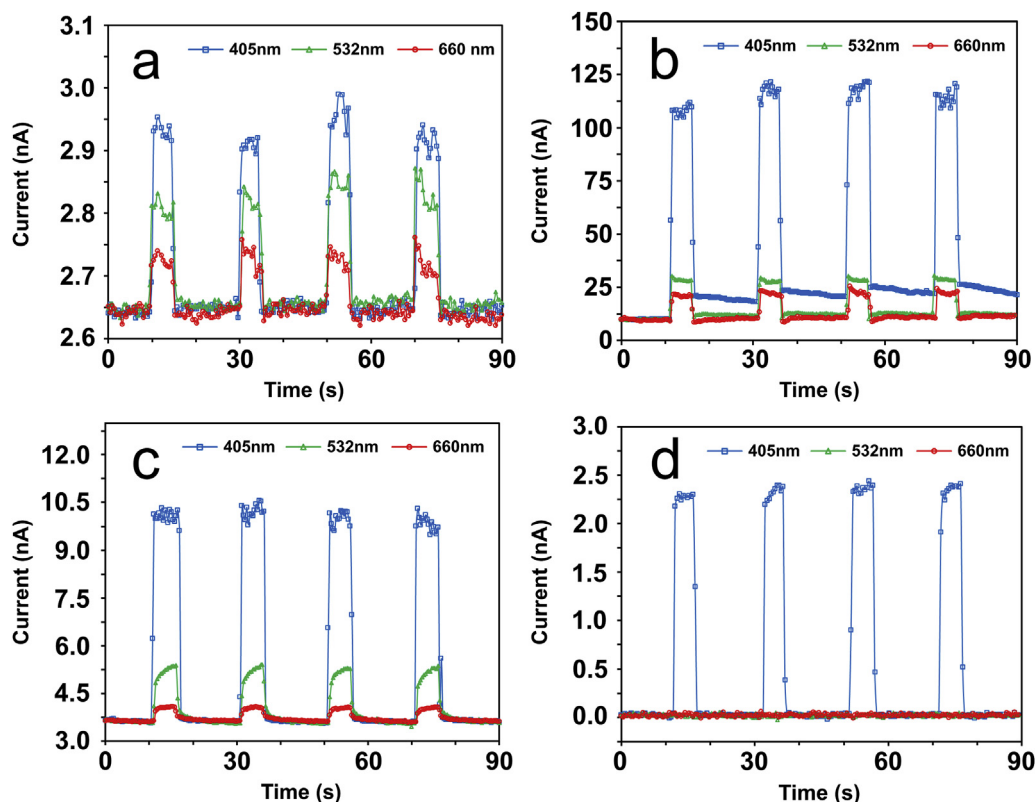 a
405nm 532nm 660 nm
3.1
3.0
2.9
2.8
2.7
2.6
Current (nA)
0 30 60 90
Time (s)
b
405nm 532nm 660nm
150
125
100
75
50
25
0
Current (nA)
0 30 60 90
Time (s)
c
405nm 532nm 660nm
12.0
10.5
9.0
7.5
6.0
4.5
3.0
Current (nA)
0 30 60 90
Time (s)
d
405nm 532nm 660nm
3.0
2.5
2.0
1.5
1.0
0.5
0.0
Current (nA)
0 30 60 90
Time (s)